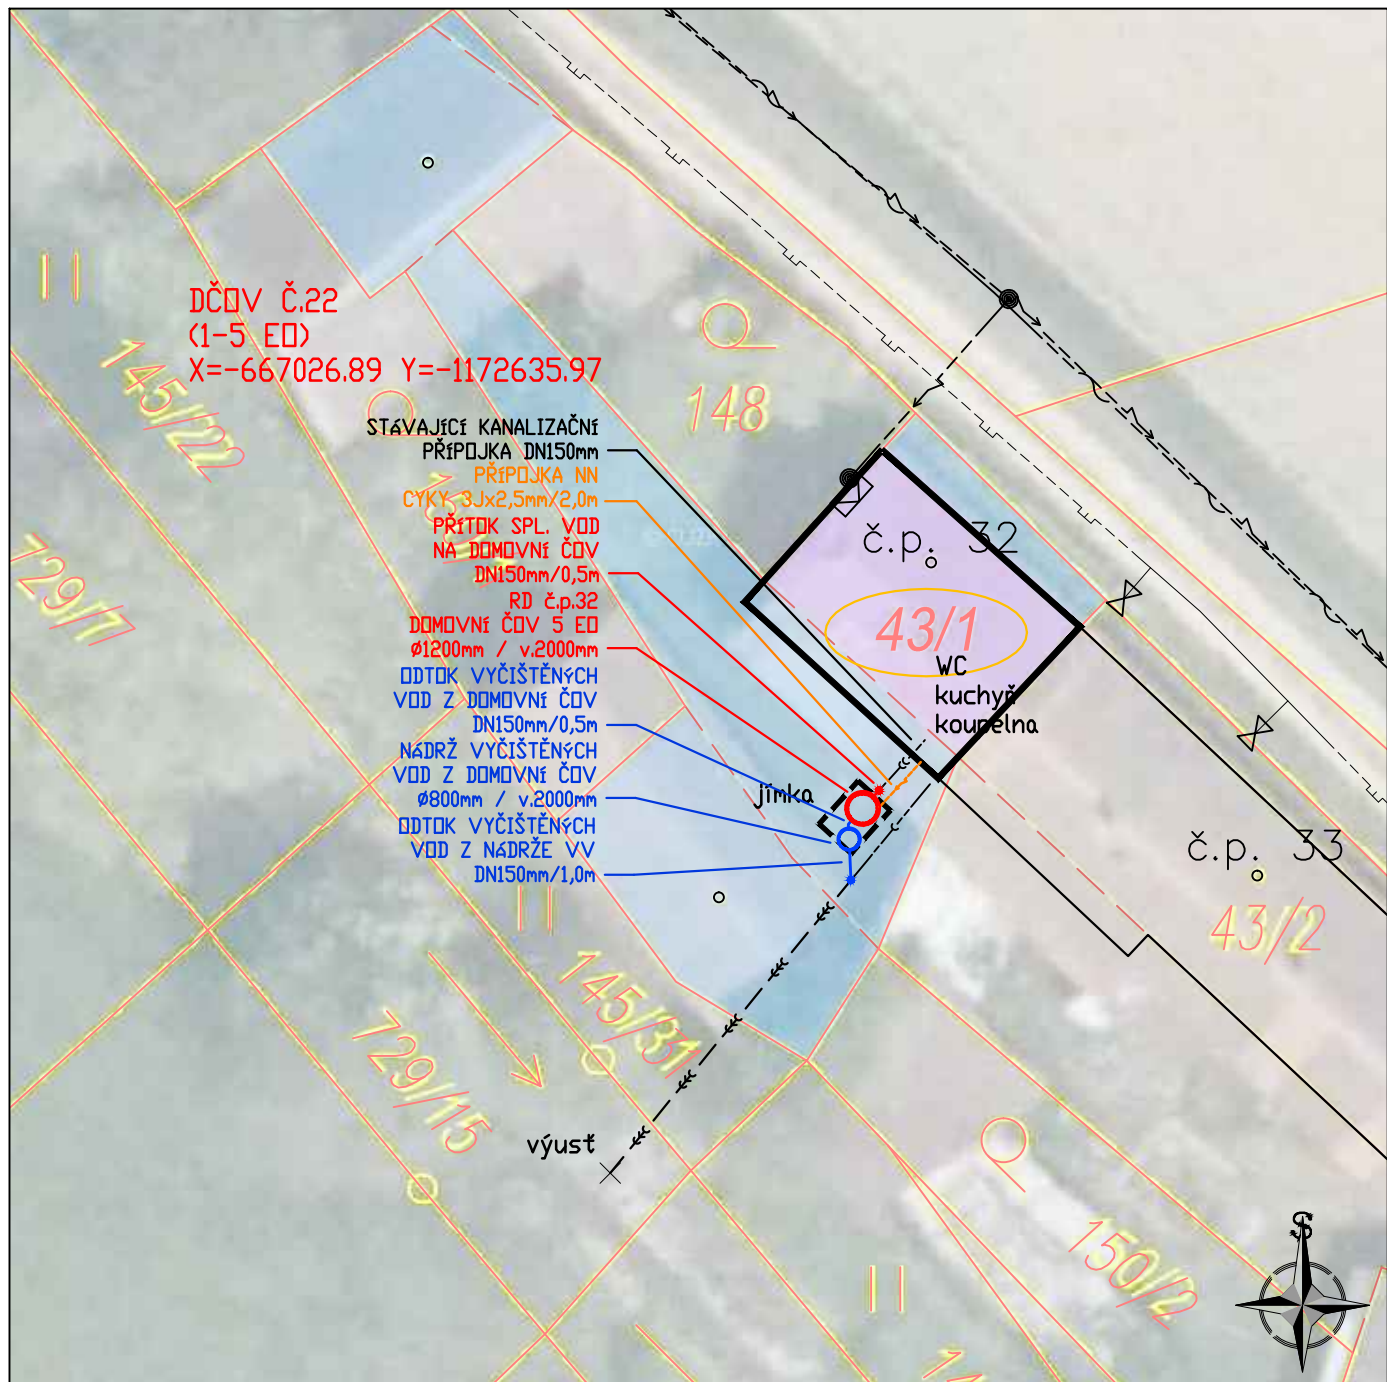 DČOV Č.22
(1-5 EO)
X=-667026.89 Y=-1172635.97
145/22
148
STáVAJÍCÍ KANALIZAČNÍ
PŘÍPOJKA DN150mm
PŘÍPOJKA NN
CYKY 3Jx2,5mm/2,0m
PŘÍTOK SPL. VOD
NA DOMOVNÍ ČOV
DN150mm/0,5m
RD č.p.32
DOMOVNÍ ČOV 5 EO
Ø1200mm / v.2000mm
ODTOK VYČIŠTĚNÝCH
VOD Z DOMOVNÍ ČOV
DN150mm/0,5m
NáDRŽ VYČIŠTĚNÝCH
VOD Z DOMOVNÍ ČOV
Ø800mm / v.2000mm
ODTOK VYČIŠTĚNÝCH
VOD Z NáDRŽE VV
DN150mm/1,0m
729/7
č.p. 32
43/1
WC
kuchyň
koupelna
jímka
č.p. 33
43/2
145/31
729/15
výusť
150/2
S